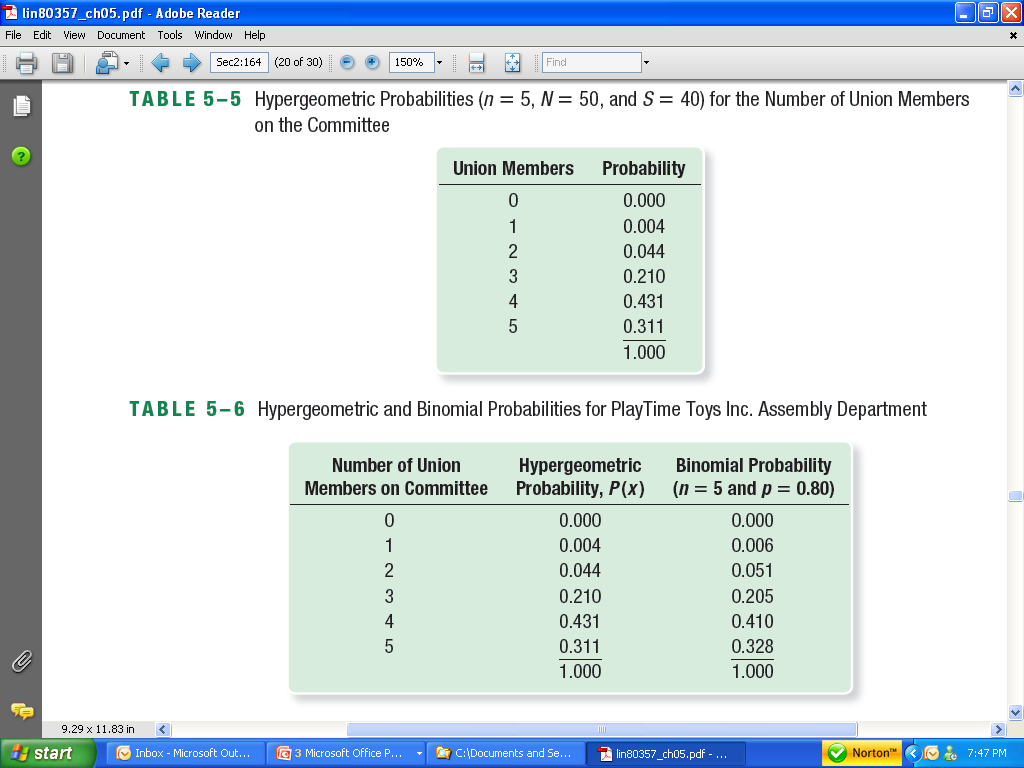 lin80357_ch05.pdf - Adobe Reader
File Edit View Document Tools Window Help
Sec2:164 (20 of 30) 150% Find
TABLE 5–5 Hypergeometric Probabilities (n = 5, N = 50, and S = 40) for the Number of Union Members
on the Committee
Union Members Probability
0 0.000
1 0.004
2 0.044
3 0.210
4 0.431
5 0.311
1.000
TABLE 5–6 Hypergeometric and Binomial Probabilities for PlayTime Toys Inc. Assembly Department
Number of Union Hypergeometric Binomial Probability
Members on Committee Probability, P(x) (n = 5 and p = 0.80)
0 0.000 0.000
1 0.004 0.006
2 0.044 0.051
3 0.210 0.205
4 0.431 0.410
5 0.311 0.328
1.000 1.000
9.29 x 11.83 in
start Inbox - Microsoft Out... 3 Microsoft Office P... C:\Documents and Se... lin80357_ch05.pdf - ... Norton™ 7:47 PM